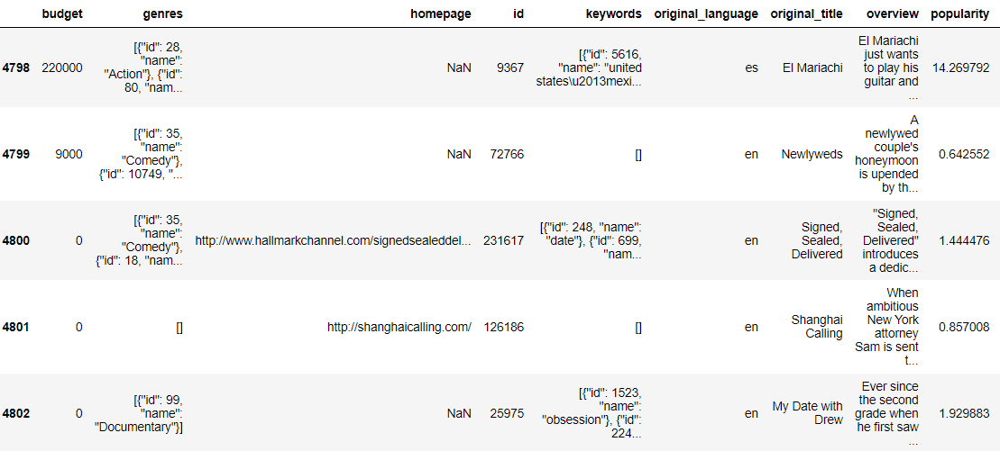 budget
genres
homepage
id
keywords
original_language
original_title
overview
popularity
4798
220000
[{"id": 28,
"name":
"Action"}, {"id":
80, "nam...
NaN
9367
[{"id": 5616,
"name": "united
states\u2013mexi...
es
El Mariachi
El Mariachi
just wants
to play his
guitar and
...
14.269792
4799
9000
[{"id": 35,
"name":
"Comedy"},
{"id": 10749, "...
NaN
72766
[]
en
Newlyweds
A
newlywed
couple's
honeymoon
is upended
by th...
0.642552
4800
0
[{"id": 35,
"name":
"Comedy"},
{"id": 18, "nam...
http://www.hallmarkchannel.com/signedsealeddel...
231617
[{"id": 248, "name":
"date"}, {"id": 699,
"nam...
en
Signed,
Sealed,
Delivered
"Signed,
Sealed,
Delivered"
introduces
a dedic...
1.444476
4801
0
[]
http://shanghaicalling.com/
126186
[]
en
Shanghai
Calling
When
ambitious
New York
attorney
Sam is sent
t...
0.857008
4802
0
[{"id": 99,
"name":
"Documentary"}]
NaN
25975
[{"id": 1523,
"name":
"obsession"}, {"id":
224...
en
My Date with
Drew
Ever since
the second
grade when
he first saw
...
1.929883